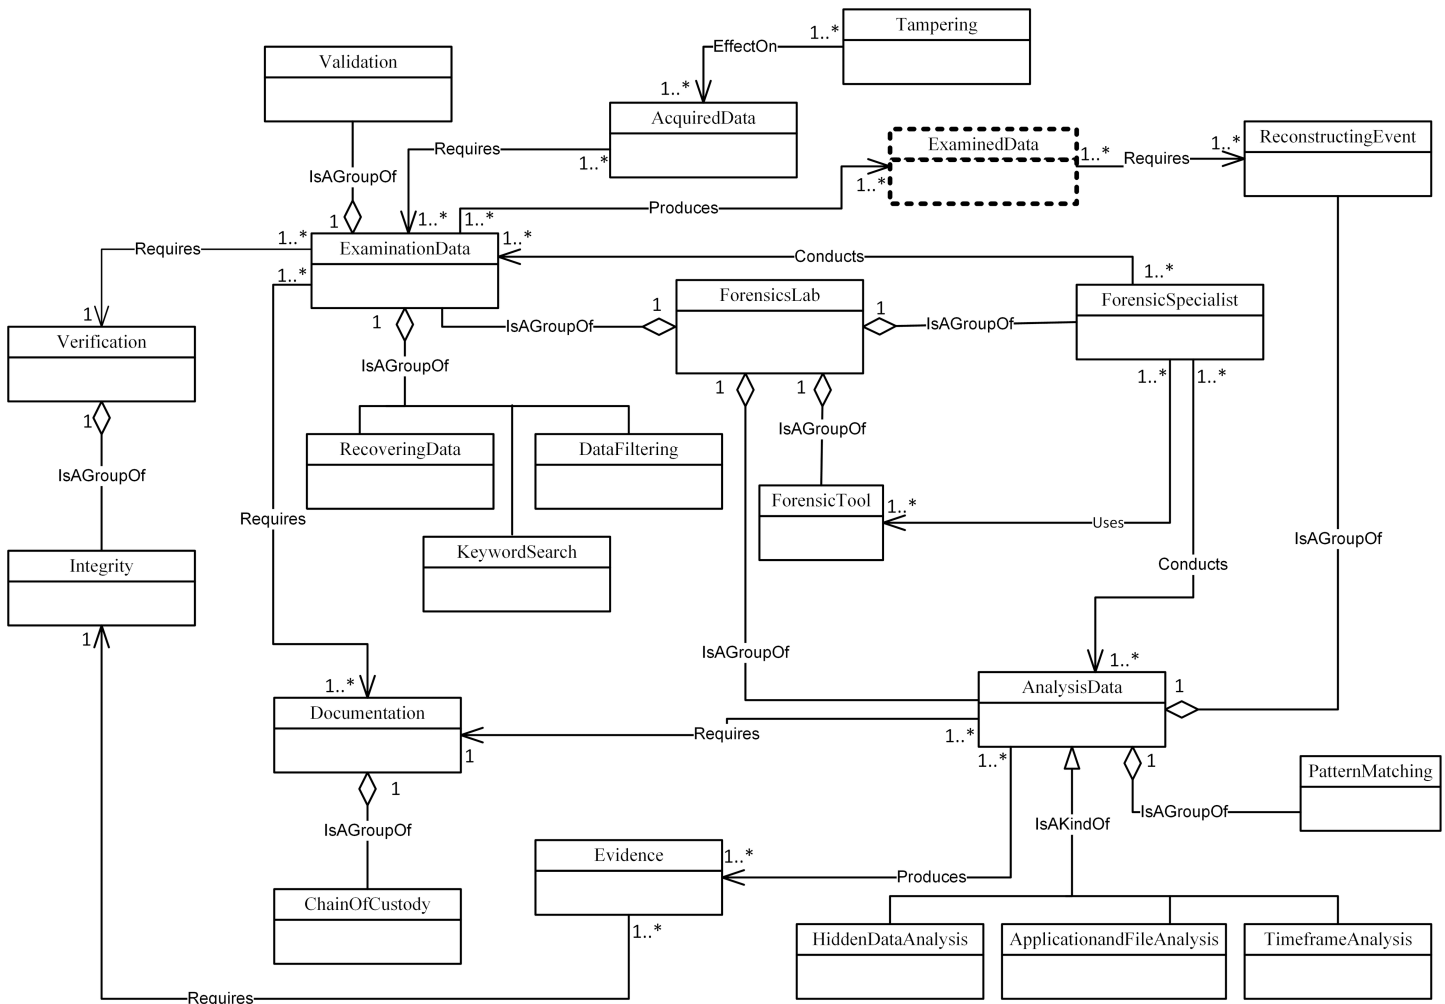 Tampering
1..*
EffectOn
Validation
1..*
AcquiredData
ExaminedData
ReconstructingEvent
1..*
Requires
1..*
Requires
1..*
1..*
IsAGroupOf
1..*
Produces
1
1..*
1..*
1..*
1..*
Requires
ExaminationData
Conducts
1..*
1..*
ForensicsLab
ForensicSpecialist
1
1
1
1
IsAGroupOf
IsAGroupOf
Verification
IsAGroupOf
1..*
1..*
1
1
1
IsAGroupOf
RecoveringData
DataFiltering
IsAGroupOf
ForensicTool
1..*
Requires
Uses
IsAGroupOf
KeywordSearch
Integrity
Conducts
1
IsAGroupOf
1..*
1..*
AnalysisData
1
Documentation
Requires
1..*
1
1..*
1
PatternMatching
1
IsAGroupOf
IsAKindOf
IsAGroupOf
Evidence
1..*
Produces
ChainOfCustody
1..*
HiddenDataAnalysis
ApplicationandFileAnalysis
TimeframeAnalysis
Requires